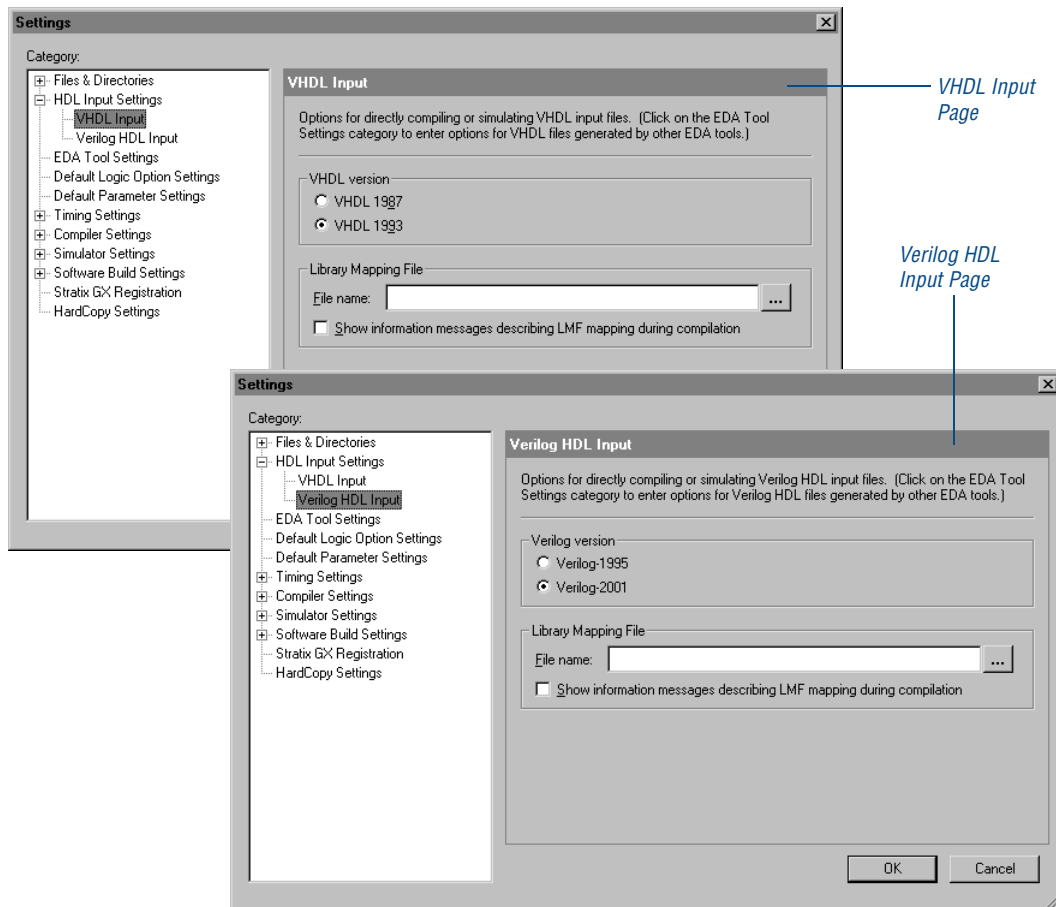 Settings
Category:
Files & Directories
HDL Input Settings
VHDL Input
Verilog HDL Input
EDA Tool Settings
Default Logic Option Settings
Default Parameter Settings
Timing Settings
Compiler Settings
Simulator Settings
Software Build Settings
Stratix GX Registration
HardCopy Settings
VHDL Input
Options for directly compiling or simulating VHDL input files. (Click on the EDA Tool
Settings category to enter options for VHDL files generated by other EDA tools.)
VHDL version
VHDL 1987
VHDL 1993
Library Mapping File
File name:
...
Show information messages describing LMF mapping during compilation
VHDL Input
Page
Verilog HDL
Input Page
Settings
Category:
Files & Directories
HDL Input Settings
VHDL Input
Verilog HDL Input
EDA Tool Settings
Default Logic Option Settings
Default Parameter Settings
Timing Settings
Compiler Settings
Simulator Settings
Software Build Settings
Stratix GX Registration
HardCopy Settings
Verilog HDL Input
Options for directly compiling or simulating Verilog HDL input files. (Click on the EDA Tool
Settings category to enter options for Verilog HDL files generated by other EDA tools.)
Verilog version
Verilog-1995
Verilog-2001
Library Mapping File
File name:
...
Show information messages describing LMF mapping during compilation
OK
Cancel